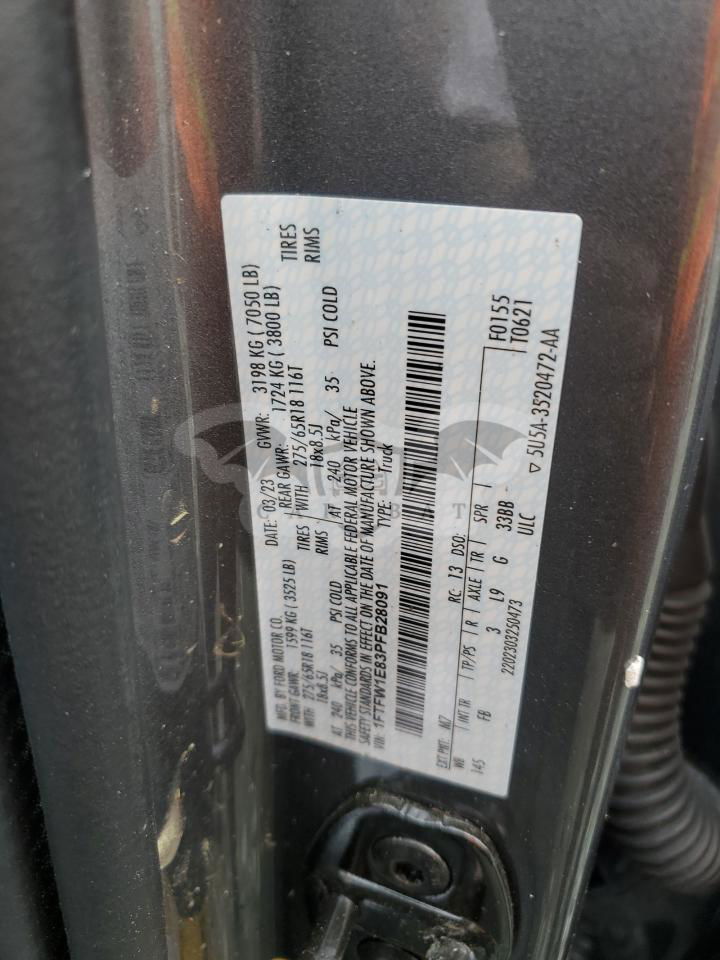 MFD. BY FORD MOTOR CO.
DATE: 03/23 GVWR: 3198 KG ( 7050 LB)
FRONT GAWR: 1599 KG ( 3525 LB) REAR GAWR: 1724 KG ( 3800 LB)
WITH 275/65R18 116T TIRES WITH 275/65R18 116T TIRES
18x8.5J RIMS 18x8.5J RIMS
AT 240 kPa/ 35 PSI COLD AT 240 kPa/ 35 PSI COLD
THIS VEHICLE CONFORMS TO ALL APPLICABLE FEDERAL MOTOR VEHICLE
SAFETY STANDARDS IN EFFECT ON THE DATE OF MANUFACTURE SHOWN ABOVE.
VIN: 1FTFW1E83PFB28091 TYPE: Truck
EXT PNT: M7 RC: 13 DSO: F0155
WB INT TR TP/PS R AXLE TR SPR T0621
145 FB 3 L9 G 33BB
2202303250473 ULC
5U5A-3520472-AA